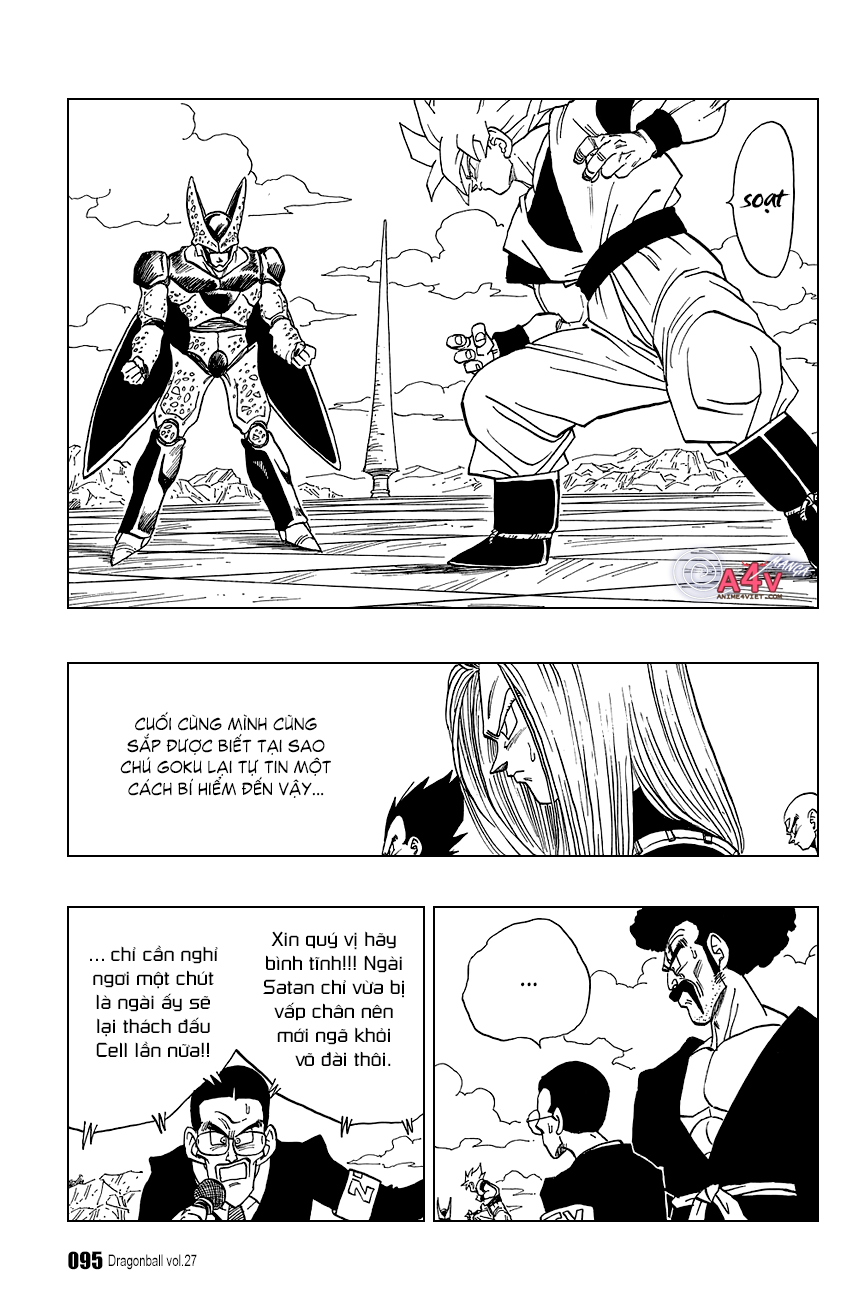 soạt
A4V MANGA
ANIME4VIET.COM
CUỐI CÙNG MÌNH CŨNG
SẮP ĐƯỢC BIẾT TẠI SAO
CHÚ GOKU LẠI TỰ TIN MỘT
CÁCH BÍ HIỂM ĐẾN VẬY...
Xin quý vị hãy
bình tĩnh!!! Ngài
Satan chỉ vừa bị
vấp chân nên
mới ngã khỏi
võ đài thôi.
... chỉ cần nghỉ
ngơi một chút
là ngài ấy sẽ
lại thách đấu
Cell lần nữa!!
...
095 Dragonball vol.27